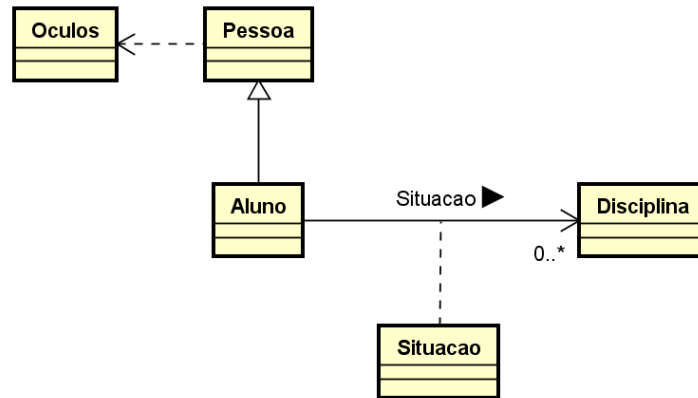 Oculos
Pessoa
Aluno
Situacao
Disciplina
0..*
Situacao